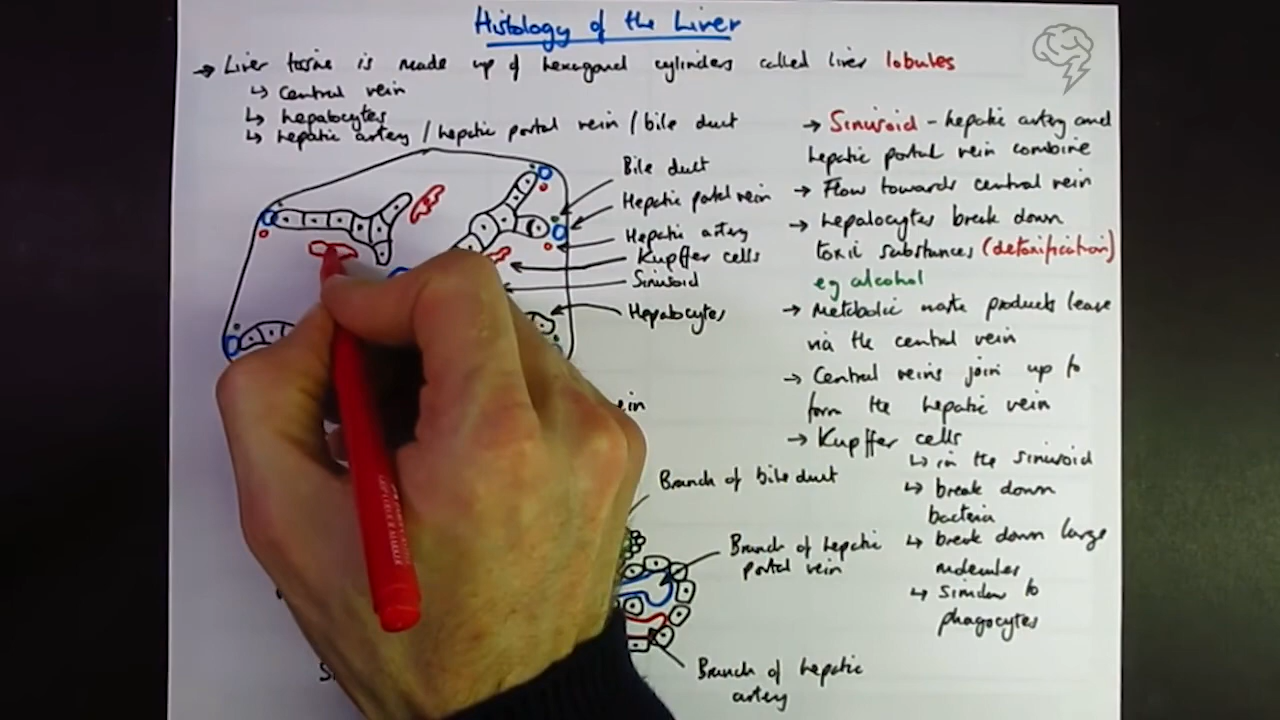 Histology of the Liver
→ Liver tissue is made up of hexagonal cylinders called liver lobules
↳ Central vein
↳ hepatocytes
↳ hepatic artery / hepatic portal vein / bile duct
Bile duct
Hepatic portal vein
Hepatic artery
Kupffer cells
Sinusoid
Hepatocytes
ein
Branch of bile duct
Branch of hepatic
portal vein
Branch of hepatic
artery
→ Sinusoid - hepatic artery and
hepatic portal vein combine
→ Flow towards central vein
→ hepatocytes break down
toxic substances (detoxification)
eg alcohol
→ Metabolic waste products leave
via the central vein
→ Central veins join up to
form the hepatic vein
→ Kupffer cells
↳ in the sinusoid
↳ break down
bacteria
↳ break down large
molecules
↳ similar to
phagocytes